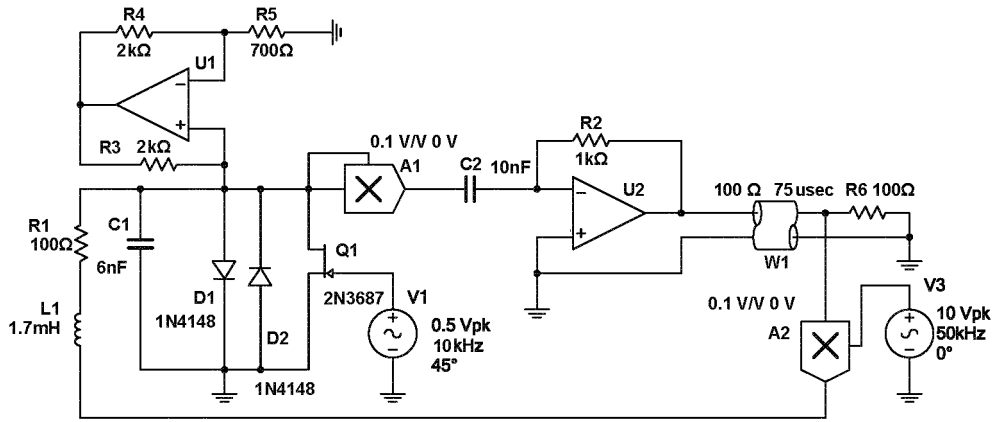 R4
2kΩ
R5
700Ω
U1
R3
2kΩ
0.1 V/V 0 V
A1
C2
10nF
R2
1kΩ
U2
100 Ω
75usec
R6 100Ω
W1
R1
100Ω
C1
6nF
Q1
2N3687
D1
1N4148
D2
1N4148
L1
1.7mH
V1
0.5 Vpk
10kHz
45°
0.1 V/V 0 V
A2
V3
10 Vpk
50kHz
0°